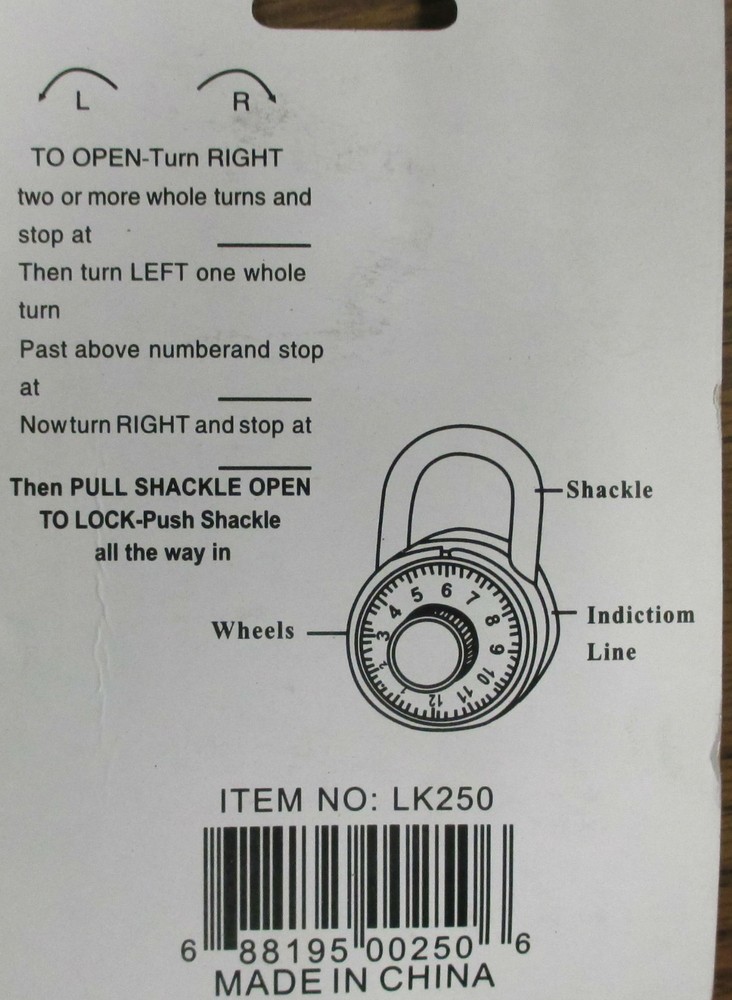 L R
TO OPEN-Turn RIGHT
two or more whole turns and
stop at
Then turn LEFT one whole
turn
Past above numberand stop
at
Now turn RIGHT and stop at
Then PULL SHACKLE OPEN
TO LOCK-Push Shackle
all the way in
Shackle
Wheels
Indictiom
Line
1 2 3 4 5 6 7 8 9 10 11 12
ITEM NO: LK250
6 88195 00250 6
MADE IN CHINA